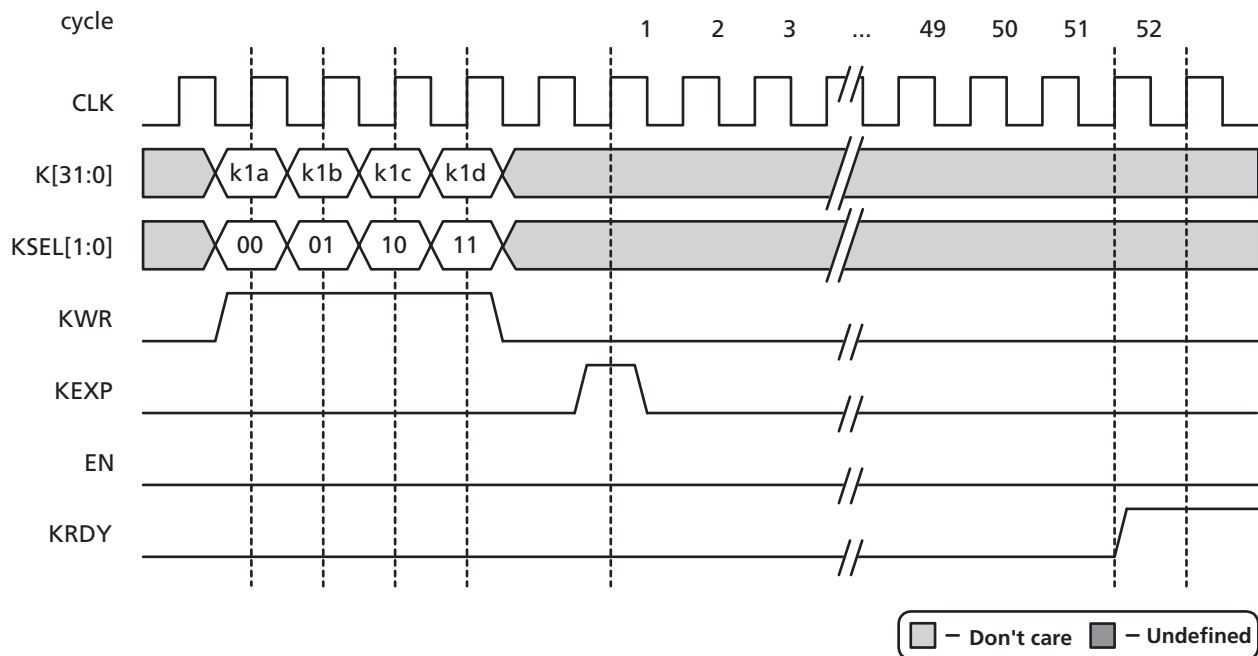 cycle 1 2 3 ... 49 50 51 52
CLK
K[31:0] k1a k1b k1c k1d
KSEL[1:0] 00 01 10 11
KWR
KEXP
EN
KRDY
– Don't care – Undefined